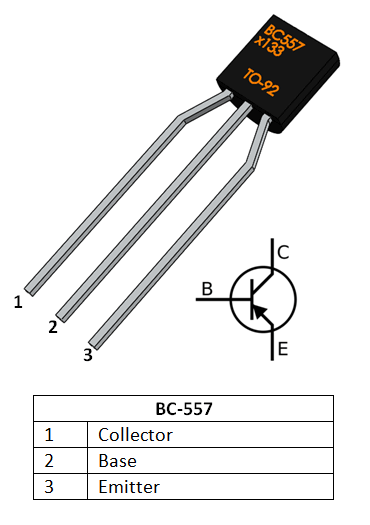 BC557
x133
TO-92
1
2
3
C
B
E
BC-557
1 Collector
2 Base
3 Emitter